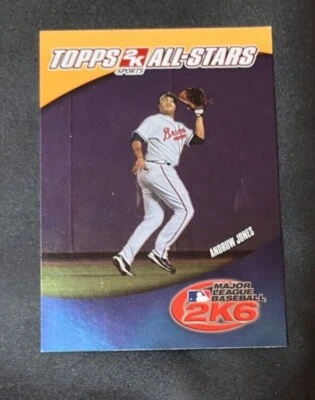 TOPPS 2K ALL-STARS
SPORTS
Braves
ANDRUW JONES
MAJOR
LEAGUE
BASEBALL
2K6